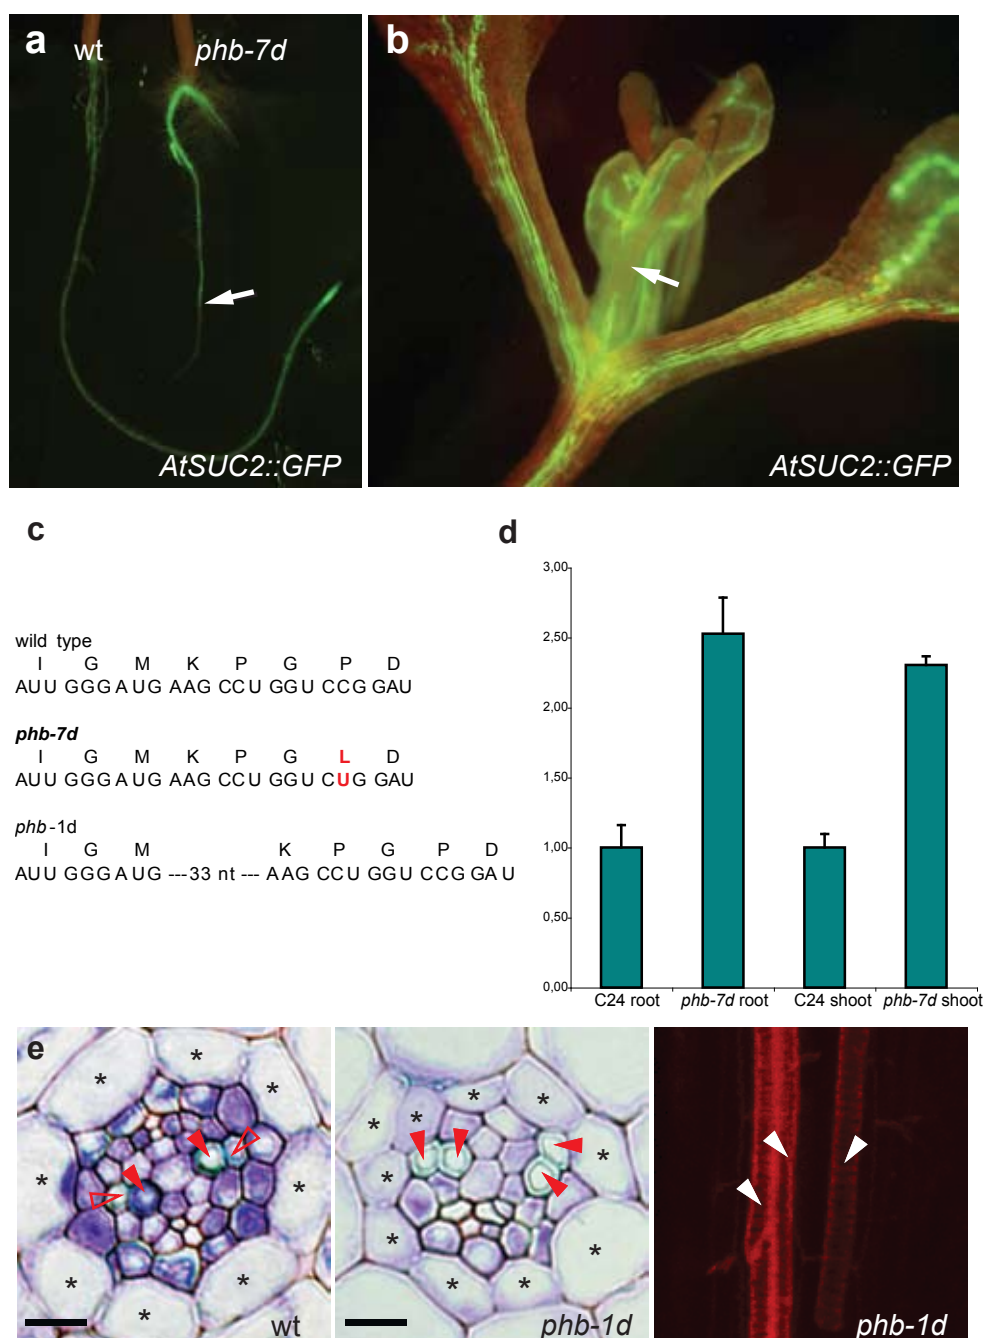 a
wt
phb-7d
AtSUC2::GFP
b
AtSUC2::GFP
c
wild type
I G M K P G P D
AUU GGG AUG AAG CCU GGU CCG GAU
phb-7d
I G M K P G L D
AUU GGG AUG AAG CCU GGU CUG GAU
phb-1d
I G M K P G P D
AUU GGG AUG ---33 nt --- AAG CCU GGU CCG GAU
d
3,00
2,50
2,00
1,50
1,00
0,50
0,00
C24 root phb-7d root C24 shoot phb-7d shoot
e
* * * * * * * *
wt
* * * * * * * * * *
phb-1d
phb-1d